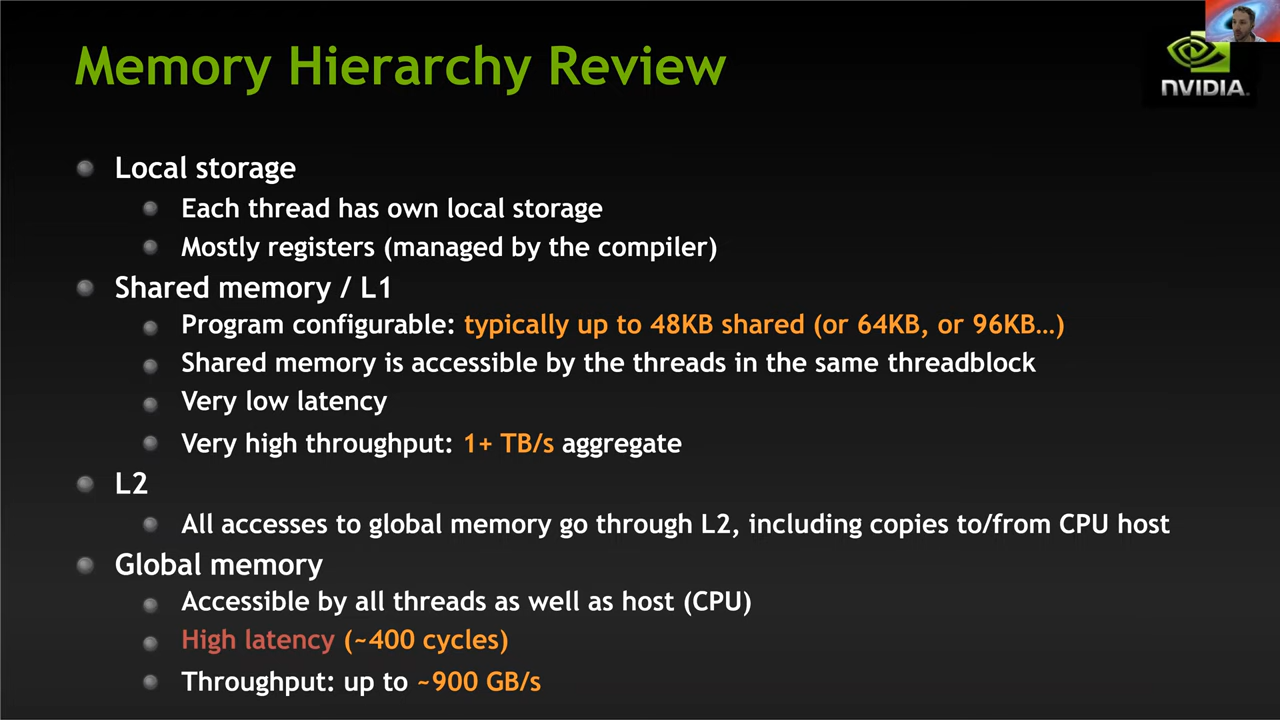 Memory Hierarchy Review
NVIDIA.
Local storage
Each thread has own local storage
Mostly registers (managed by the compiler)
Shared memory / L1
Program configurable: typically up to 48KB shared (or 64KB, or 96KB…)
Shared memory is accessible by the threads in the same threadblock
Very low latency
Very high throughput: 1+ TB/s aggregate
L2
All accesses to global memory go through L2, including copies to/from CPU host
Global memory
Accessible by all threads as well as host (CPU)
High latency (~400 cycles)
Throughput: up to ~900 GB/s